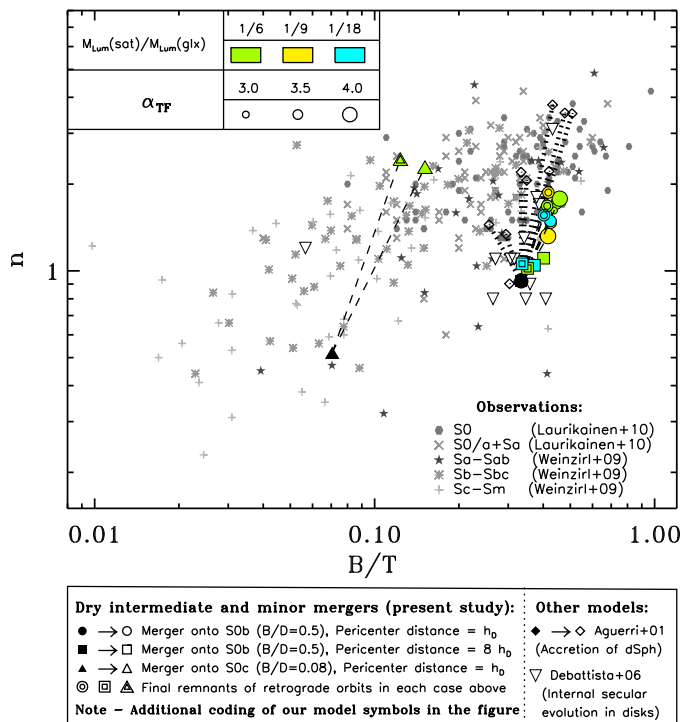 M_Lum(sat)/M_Lum(glx)
1/6 1/9 1/18
α_TF
3.0 3.5 4.0
n
1
Observations:
S0 (Laurikainen+10)
S0/a+Sa (Laurikainen+10)
Sa-Sab (Weinzirl+09)
Sb-Sbc (Weinzirl+09)
Sc-Sm (Weinzirl+09)
0.01 0.10 1.00
B/T
Dry intermediate and minor mergers (present study):
● → ○ Merger onto S0b (B/D=0.5), Pericenter distance = h_D
■ → □ Merger onto S0b (B/D=0.5), Pericenter distance = 8 h_D
▲ → △ Merger onto S0c (B/D=0.08), Pericenter distance = h_D
Final remnants of retrograde orbits in each case above
Note - Additional coding of our model symbols in the figure
Other models:
◆ → ◇ Aguerri+01
(Accretion of dSph)
▽ Debattista+06
(Internal secular
evolution in disks)